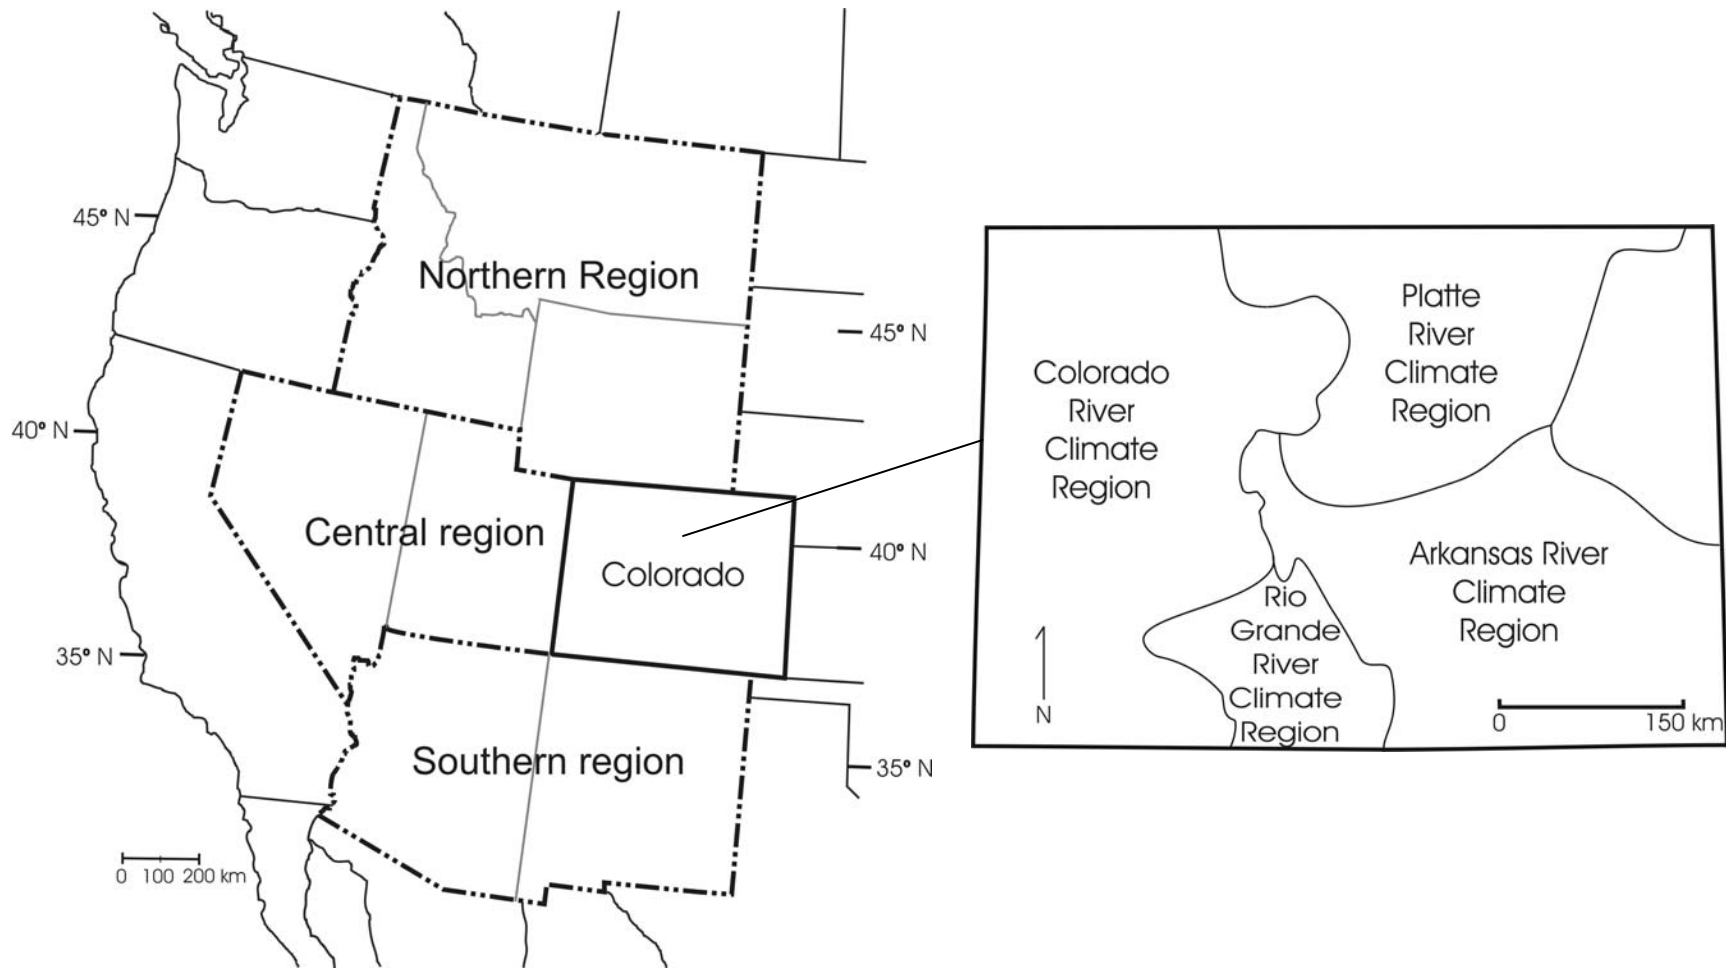 45° N
40° N
35° N
Northern Region
Central region
Colorado
Southern region
45° N
40° N
35° N
0 100 200 km
Colorado
River
Climate
Region
Platte
River
Climate
Region
Arkansas River
Climate
Region
Rio
Grande
River
Climate
Region
N
0 150 km